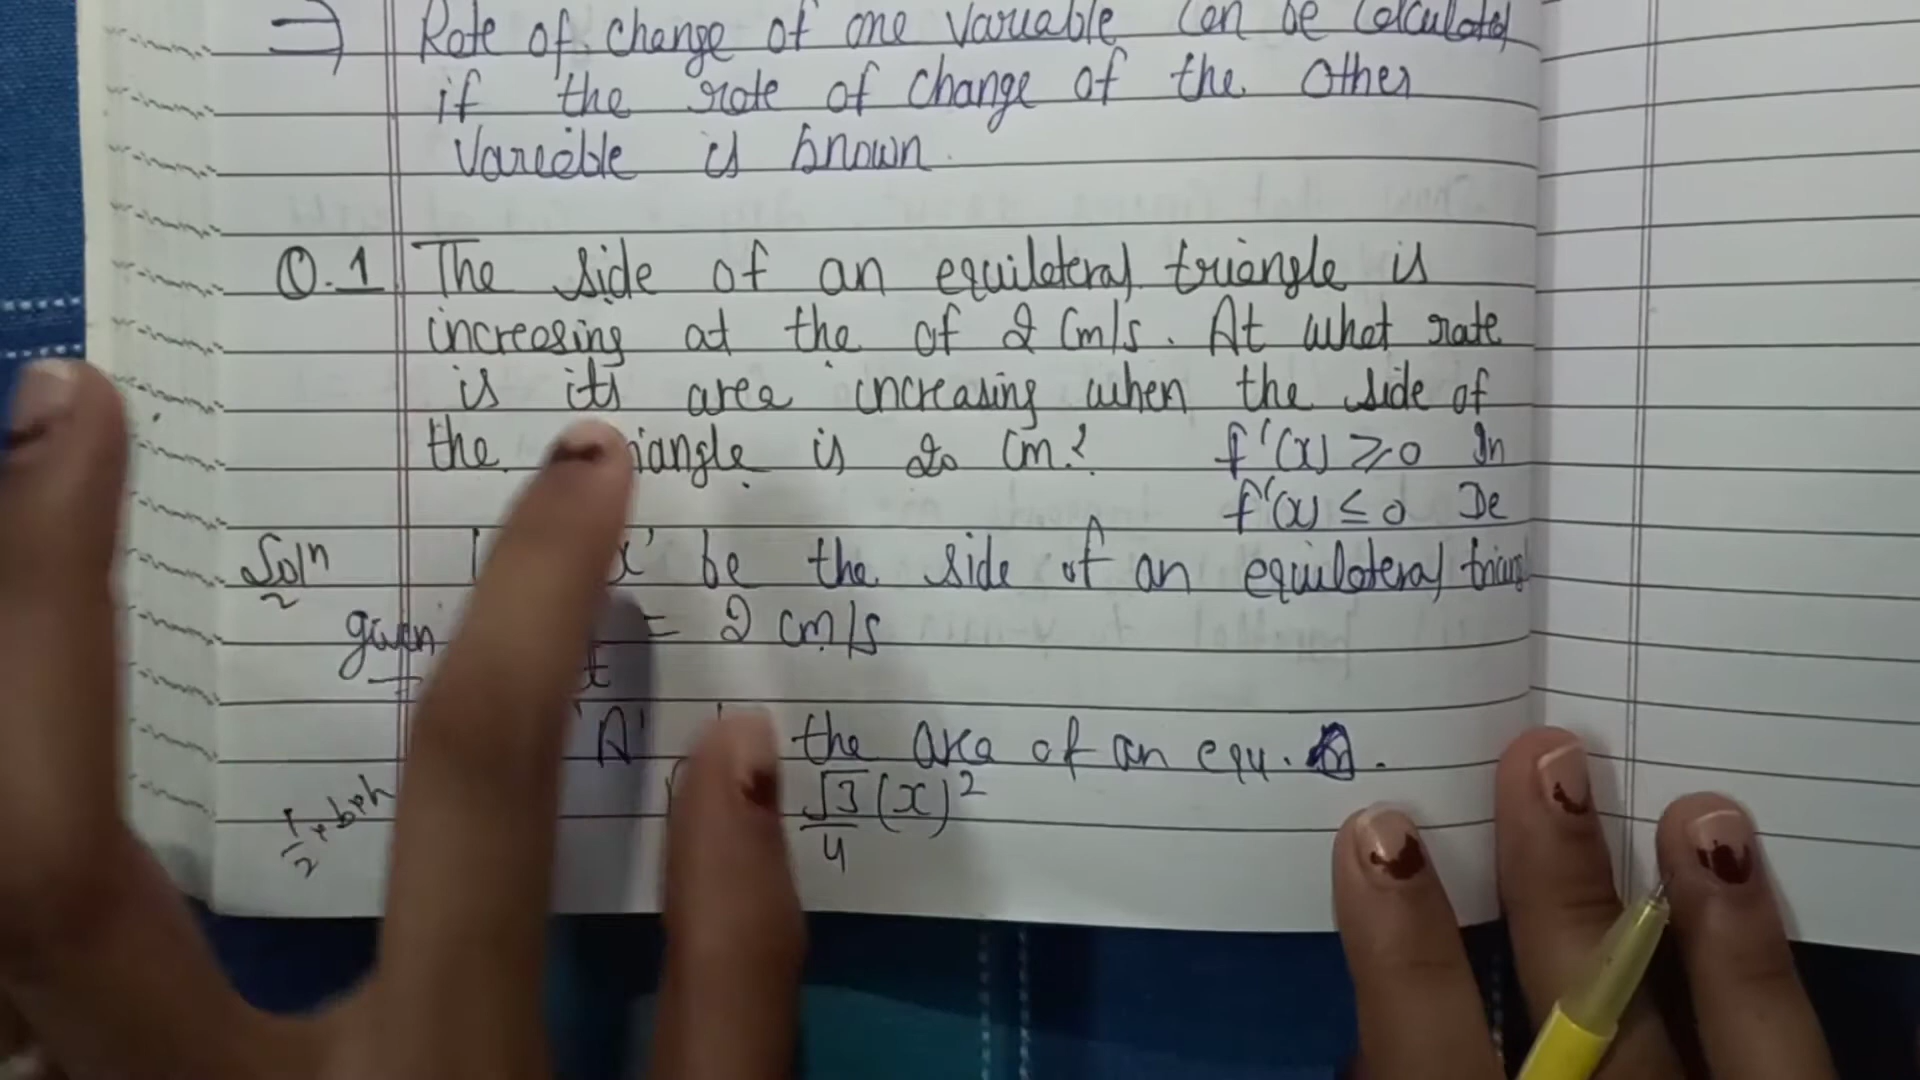 ⇒ Rate of change of one variable can be calculated
if the rate of change of the other
variable is known.
Q.1 The side of an equilateral triangle is
increasing at the of 2 cm/s. At what rate
is its area increasing when the side of
the iangle is 20 cm? f'(x) ≥ 0 In
f'(x) ≤ 0 De
Soln x' be the side of an equilateral triang
given = 2 cm/s
t
'A' the area of an equ. Δ.
1/2 × b×h √3/4 (x)²